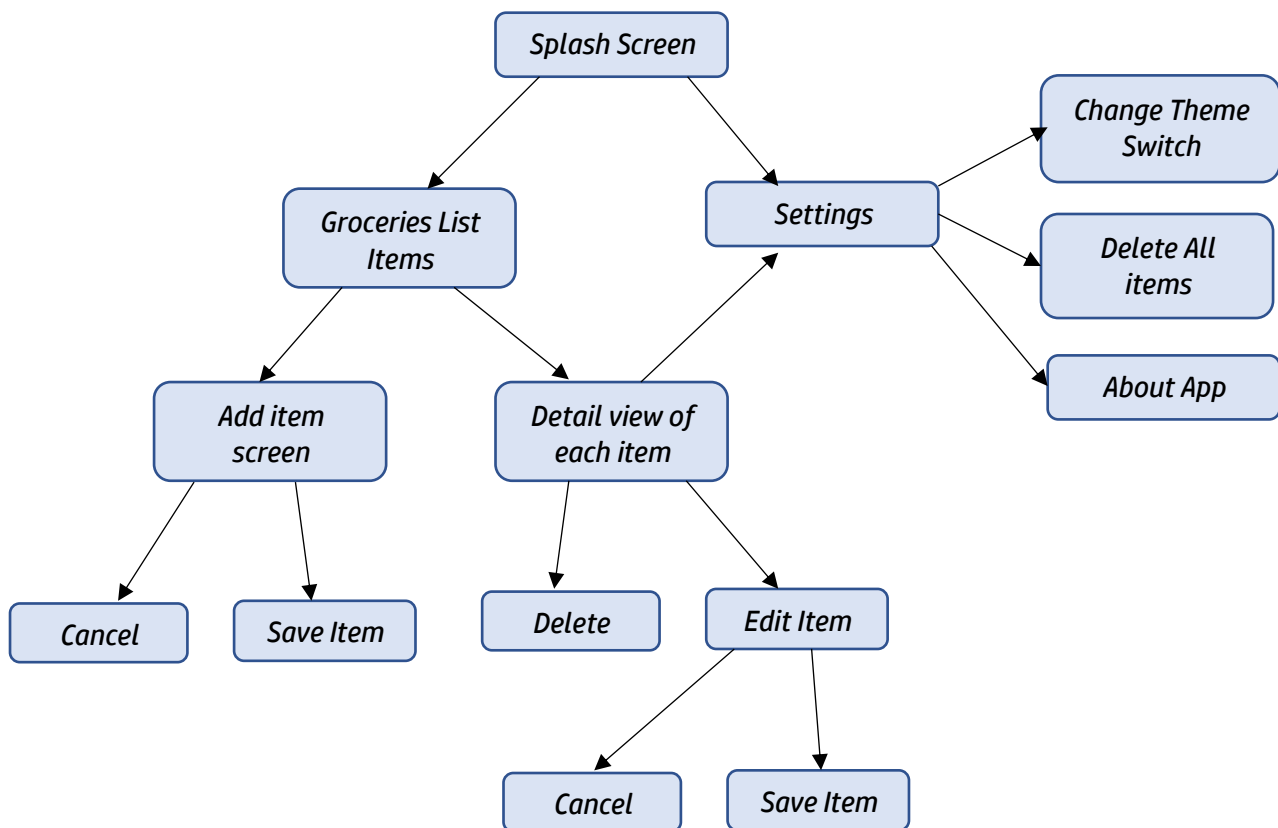 Splash Screen
Change Theme
Switch
Groceries List
Items
Settings
Delete All
items
About App
Add item
screen
Detail view of
each item
Cancel
Save Item
Delete
Edit Item
Cancel
Save Item